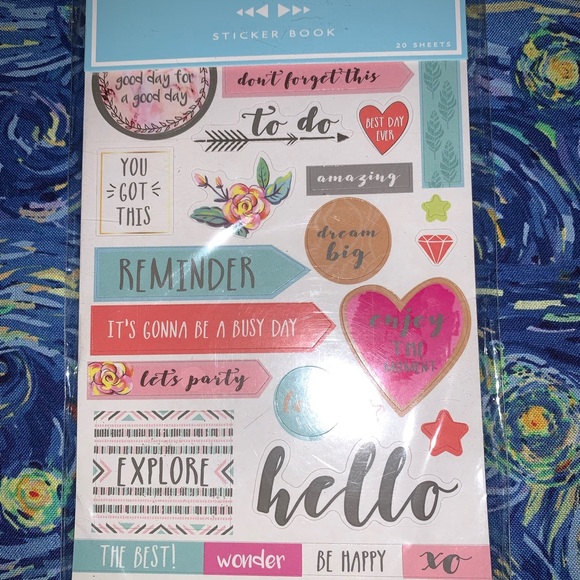 STICKER/BOOK
20 SHEETS
good day for
a good day
don't forget this
to do
BEST DAY
EVER
YOU
GOT
THIS
amazing
dream
big
REMINDER
enjoy
IT'S GONNA BE A BUSY DAY
let's party
EXPLORE
hello
THE BEST!
wonder
BE HAPPY
xo